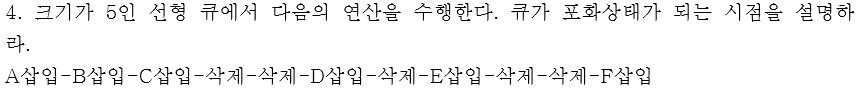 4. 크기가 5인 선형 큐에서 다음의 연산을 수행한다. 큐가 포화상태가 되는 시점을 설명하
라.
A삽입-B삽입-C삽입-삭제-삭제-D삽입-삭제-E삽입-삭제-삭제-F삽입